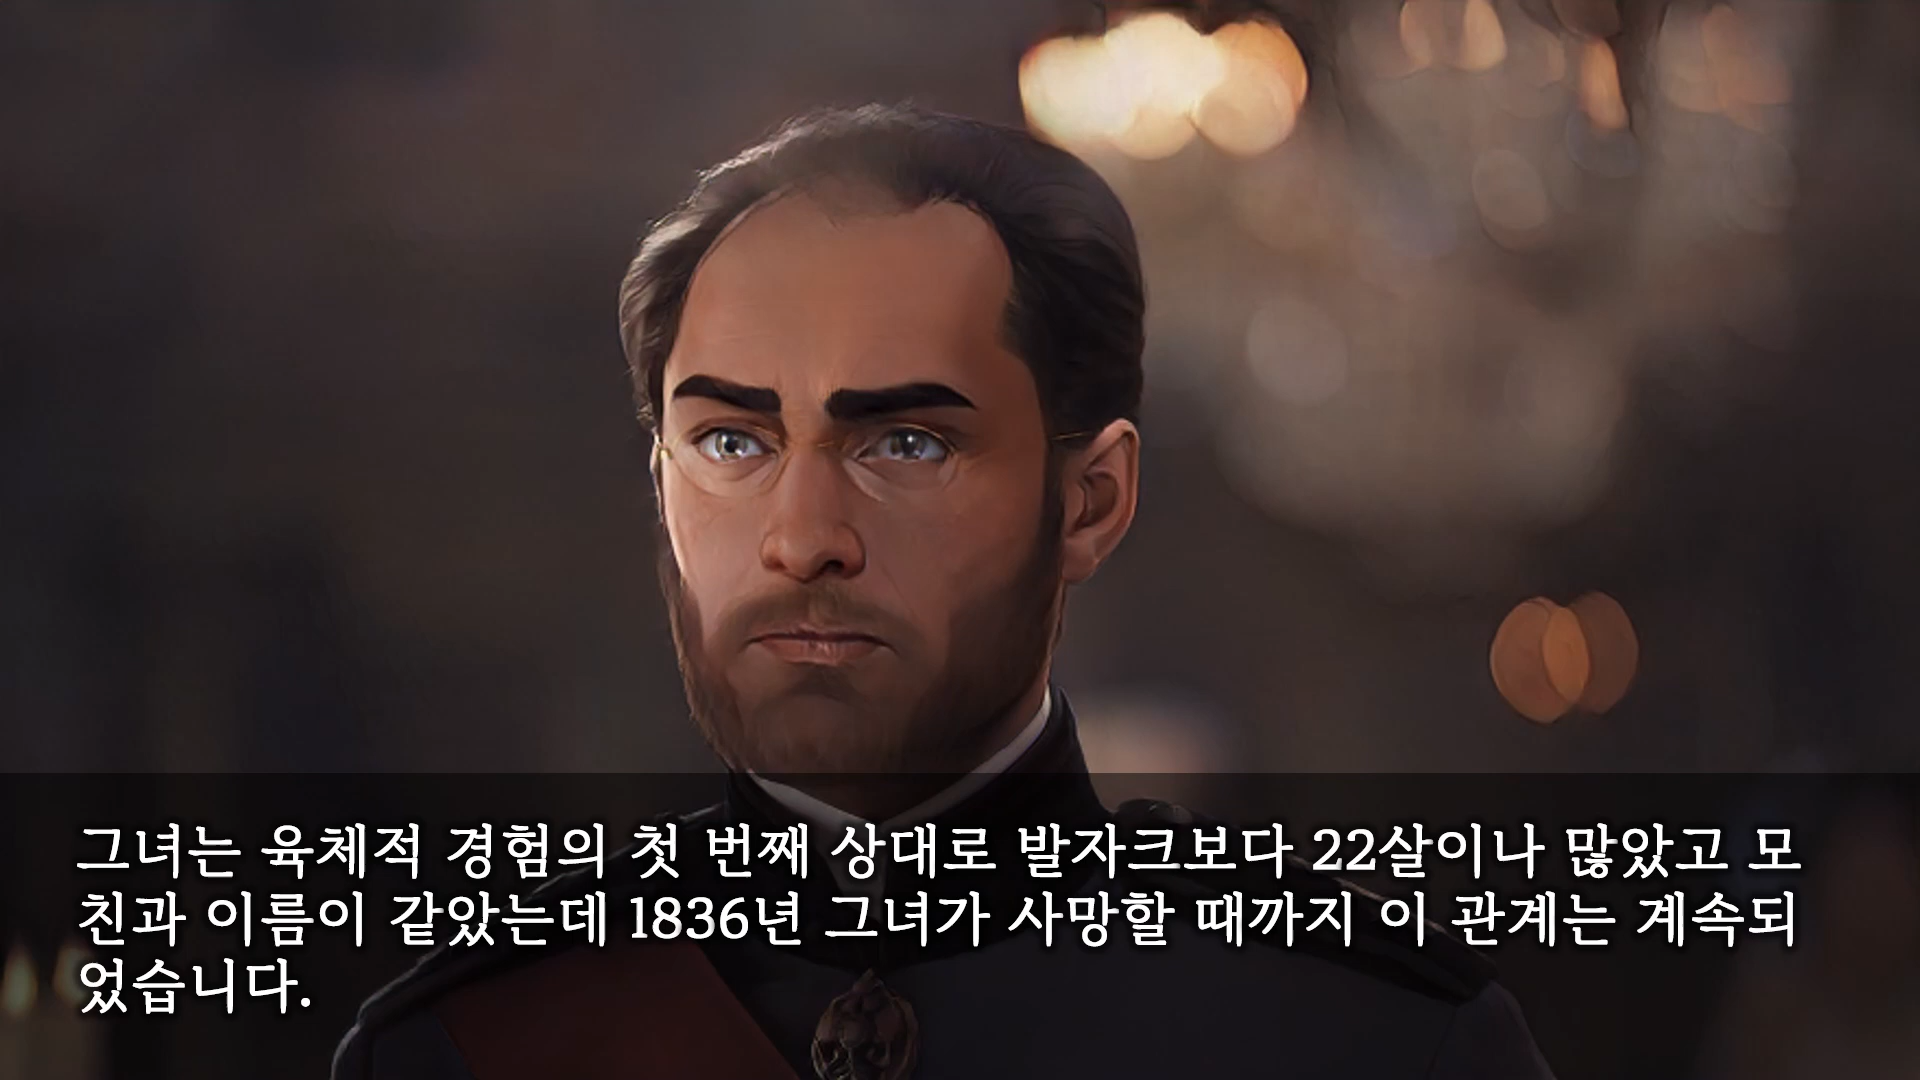 그녀는 육체적 경험의 첫 번째 상대로 발자크보다 22살이나 많았고 모
친과 이름이 같았는데 1836년 그녀가 사망할 때까지 이 관계는 계속되
었습니다.